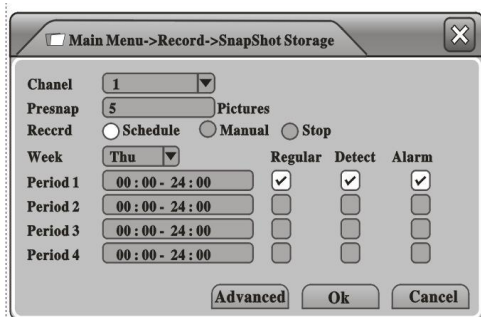 Main Menu->Record->SnapShot Storage
Chanel 1
Presnap 5 Pictures
Reccrd Schedule Manual Stop
Week Thu Regular Detect Alarm
Period 1 00 : 00 - 24 : 00
Period 2 00 : 00 - 24 : 00
Period 3 00 : 00 - 24 : 00
Period 4 00 : 00 - 24 : 00
Advanced Ok Cancel